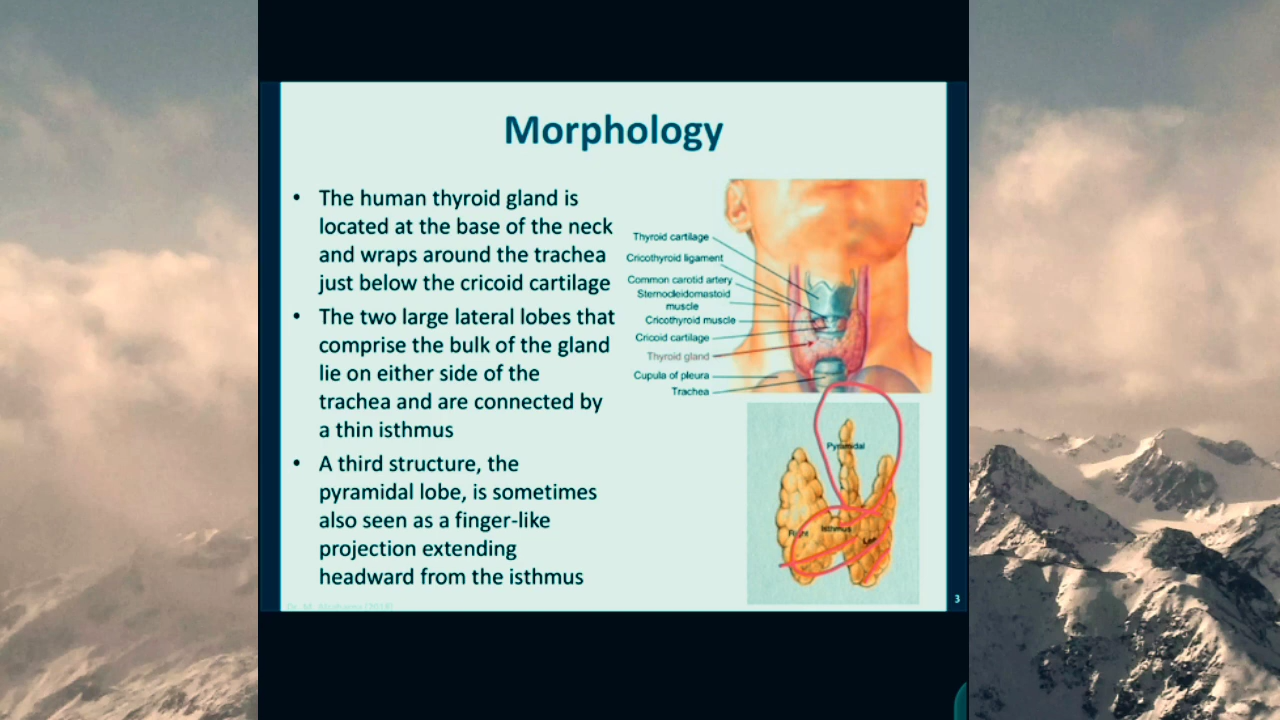 Morphology
• The human thyroid gland is
located at the base of the neck
and wraps around the trachea
just below the cricoid cartilage
• The two large lateral lobes that
comprise the bulk of the gland
lie on either side of the
trachea and are connected by
a thin isthmus
• A third structure, the
pyramidal lobe, is sometimes
also seen as a finger-like
projection extending
headward from the isthmus
Thyroid cartilage
Cricothyroid ligament
Common carotid artery
Sternocleidomastoid
muscle
Cricothyroid muscle
Cricoid cartilage
Thyroid gland
Cupula of pleura
Trachea
Pyramidal
Isthmus
Right
Left
3